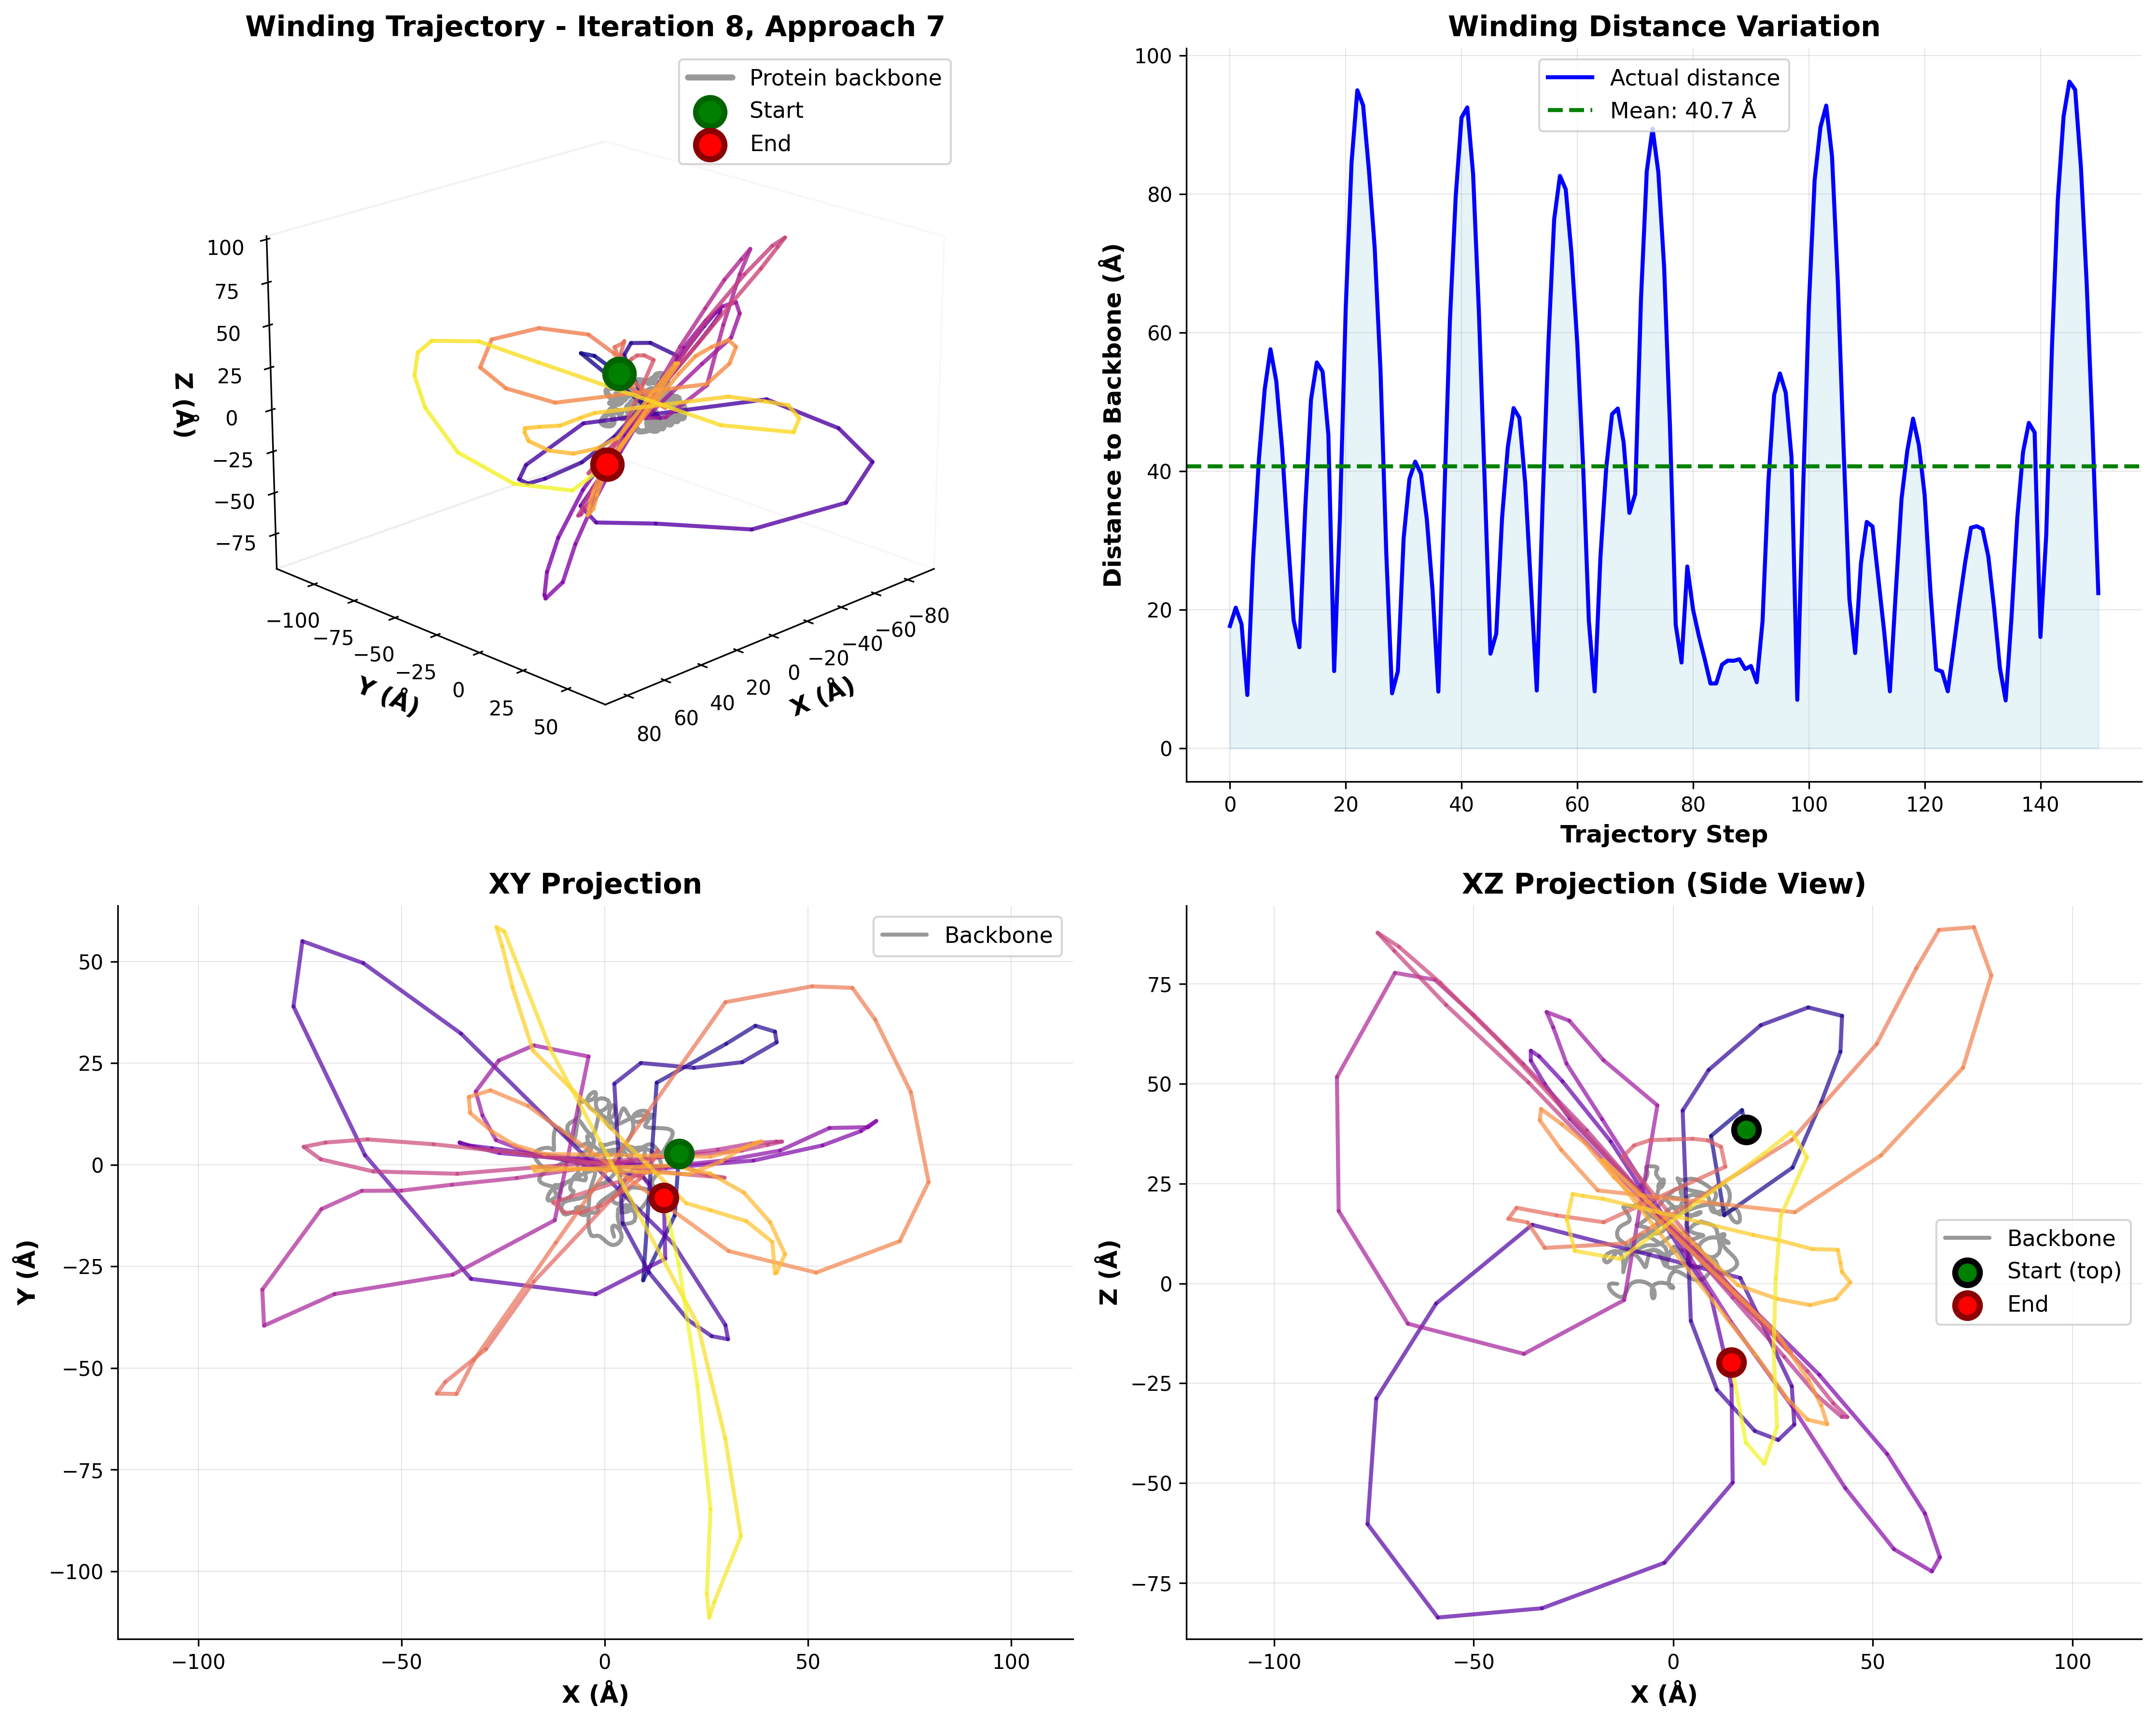 Winding Trajectory - Iteration 8, Approach 7
Protein backbone
Start
End
100
75
50
25
0
−25
−50
−75
Z (Å)
−100
−75
−50
−25
0
25
50
Y (Å)
80
60
40
20
0
−20
−40
−60
−80
X (Å)
Winding Distance Variation
Actual distance
Mean: 40.7 Å
100
80
60
40
20
0
Distance to Backbone (Å)
0 20 40 60 80 100 120 140
Trajectory Step
XY Projection
Backbone
50
25
0
−25
−50
−75
−100
Y (Å)
−100 −50 0 50 100
X (Å)
XZ Projection (Side View)
Backbone
Start (top)
End
75
50
25
0
−25
−50
−75
Z (Å)
−100 −50 0 50 100
X (Å)